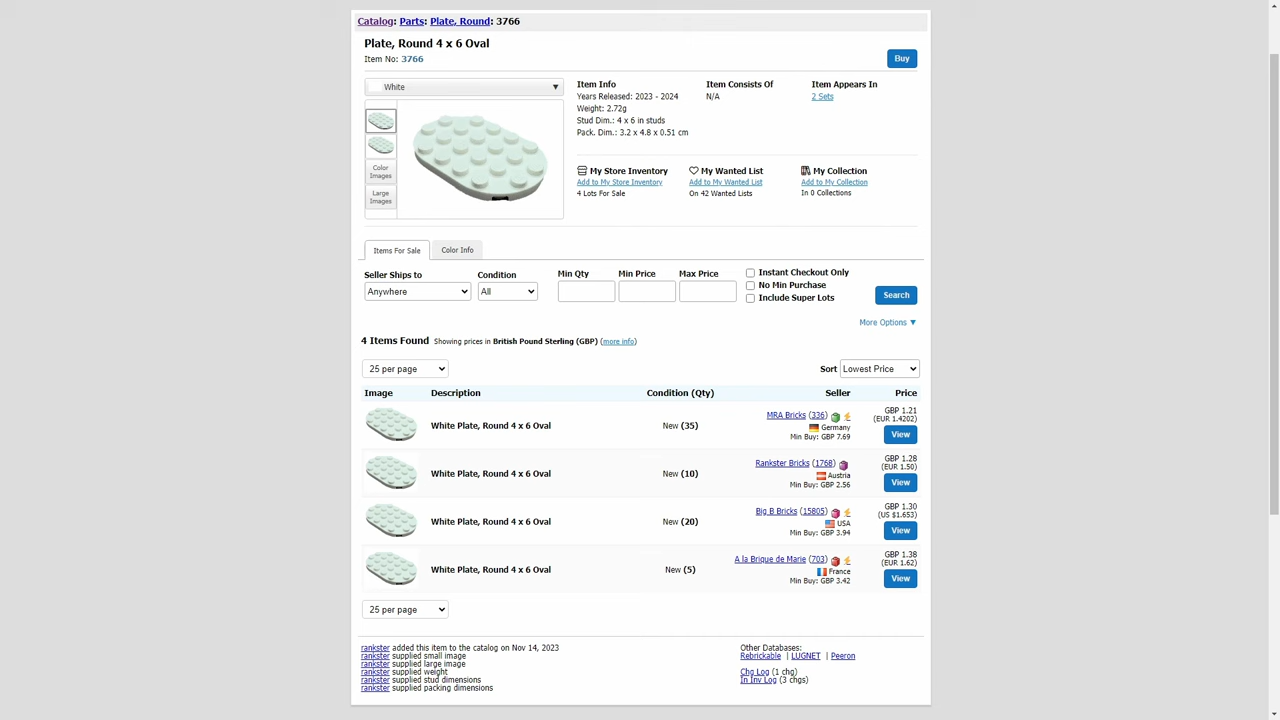 Catalog: Parts: Plate, Round: 3766
Plate, Round 4 x 6 Oval
Item No: 3766
Buy
White
Color Images
Large Images
Item Info
Years Released: 2023 - 2024
Weight: 2.72g
Stud Dim.: 4 x 6 in studs
Pack. Dim.: 3.2 x 4.8 x 0.51 cm
Item Consists Of
N/A
Item Appears In
2 Sets
My Store Inventory
Add to My Store Inventory
4 Lots For Sale
My Wanted List
Add to My Wanted List
On 42 Wanted Lists
My Collection
Add to My Collection
In 0 Collections
Items For Sale
Color Info
Seller Ships to
Anywhere
Condition
All
Min Qty
Min Price
Max Price
Instant Checkout Only
No Min Purchase
Include Super Lots
Search
More Options ▼
4 Items Found Showing prices in British Pound Sterling (GBP) (more info)
25 per page
Sort Lowest Price
Image Description Condition (Qty) Seller Price
White Plate, Round 4 x 6 Oval
New (35)
MRA Bricks (336)
Germany
Min Buy: GBP 7.69
GBP 1.21
(EUR 1.4202)
View
White Plate, Round 4 x 6 Oval
New (10)
Rankster Bricks (1768)
Austria
Min Buy: GBP 2.56
GBP 1.28
(EUR 1.50)
View
White Plate, Round 4 x 6 Oval
New (20)
Big B Bricks (15805)
USA
Min Buy: GBP 3.94
GBP 1.30
(US $1.653)
View
White Plate, Round 4 x 6 Oval
New (5)
A la Brique de Marie (703)
France
Min Buy: GBP 3.42
GBP 1.38
(EUR 1.62)
View
25 per page
rankster added this item to the catalog on Nov 14, 2023
rankster supplied small image
rankster supplied large image
rankster supplied weight
rankster supplied stud dimensions
rankster supplied packing dimensions
Other Databases:
Rebrickable | LUGNET | Peeron
Chg Log (1 chg)
In Inv Log (3 chgs)